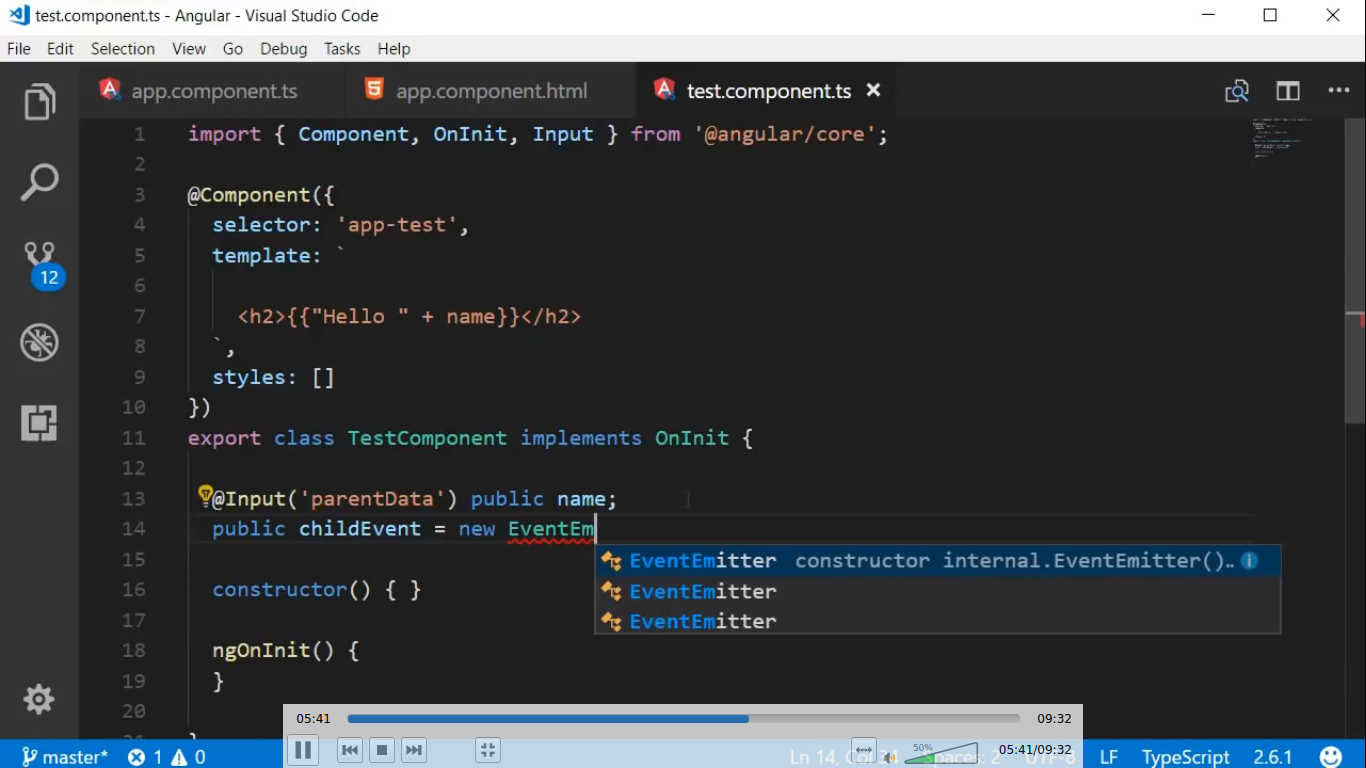 test.component.ts - Angular - Visual Studio Code
File Edit Selection View Go Debug Tasks Help
app.component.ts app.component.html test.component.ts
1 import { Component, OnInit, Input } from '@angular/core';
2
3 @Component({
4 selector: 'app-test',
5 template: `
6
7 <h2>{{"Hello " + name}}</h2>
8 `,
9 styles: []
10 })
11 export class TestComponent implements OnInit {
12
13 @Input('parentData') public name;
14 public childEvent = new EventEm
EventEmitter constructor internal.EventEmitter()..
EventEmitter
EventEmitter
15
16 constructor() { }
17
18 ngOnInit() {
19 }
20
12
05:41 09:32
50%
05:41/09:32
master* 1 0 Ln 14, Col 34 Spaces: 2 UTF-8 LF TypeScript 2.6.1